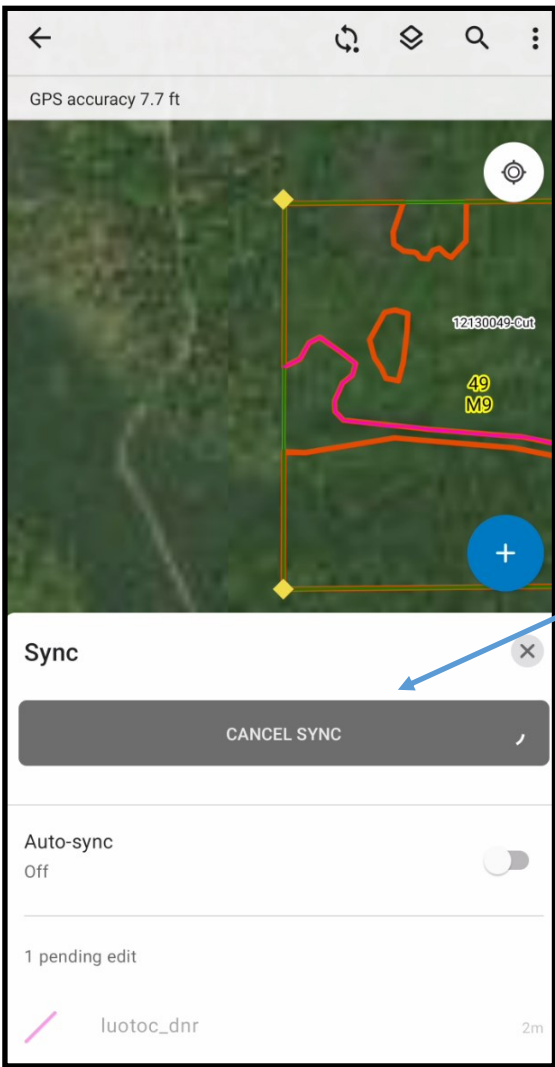 GPS accuracy 7.7 ft
12130049-Cut
49
M9
Sync
CANCEL SYNC
Auto-sync
Off
1 pending edit
luotoc_dnr
2m